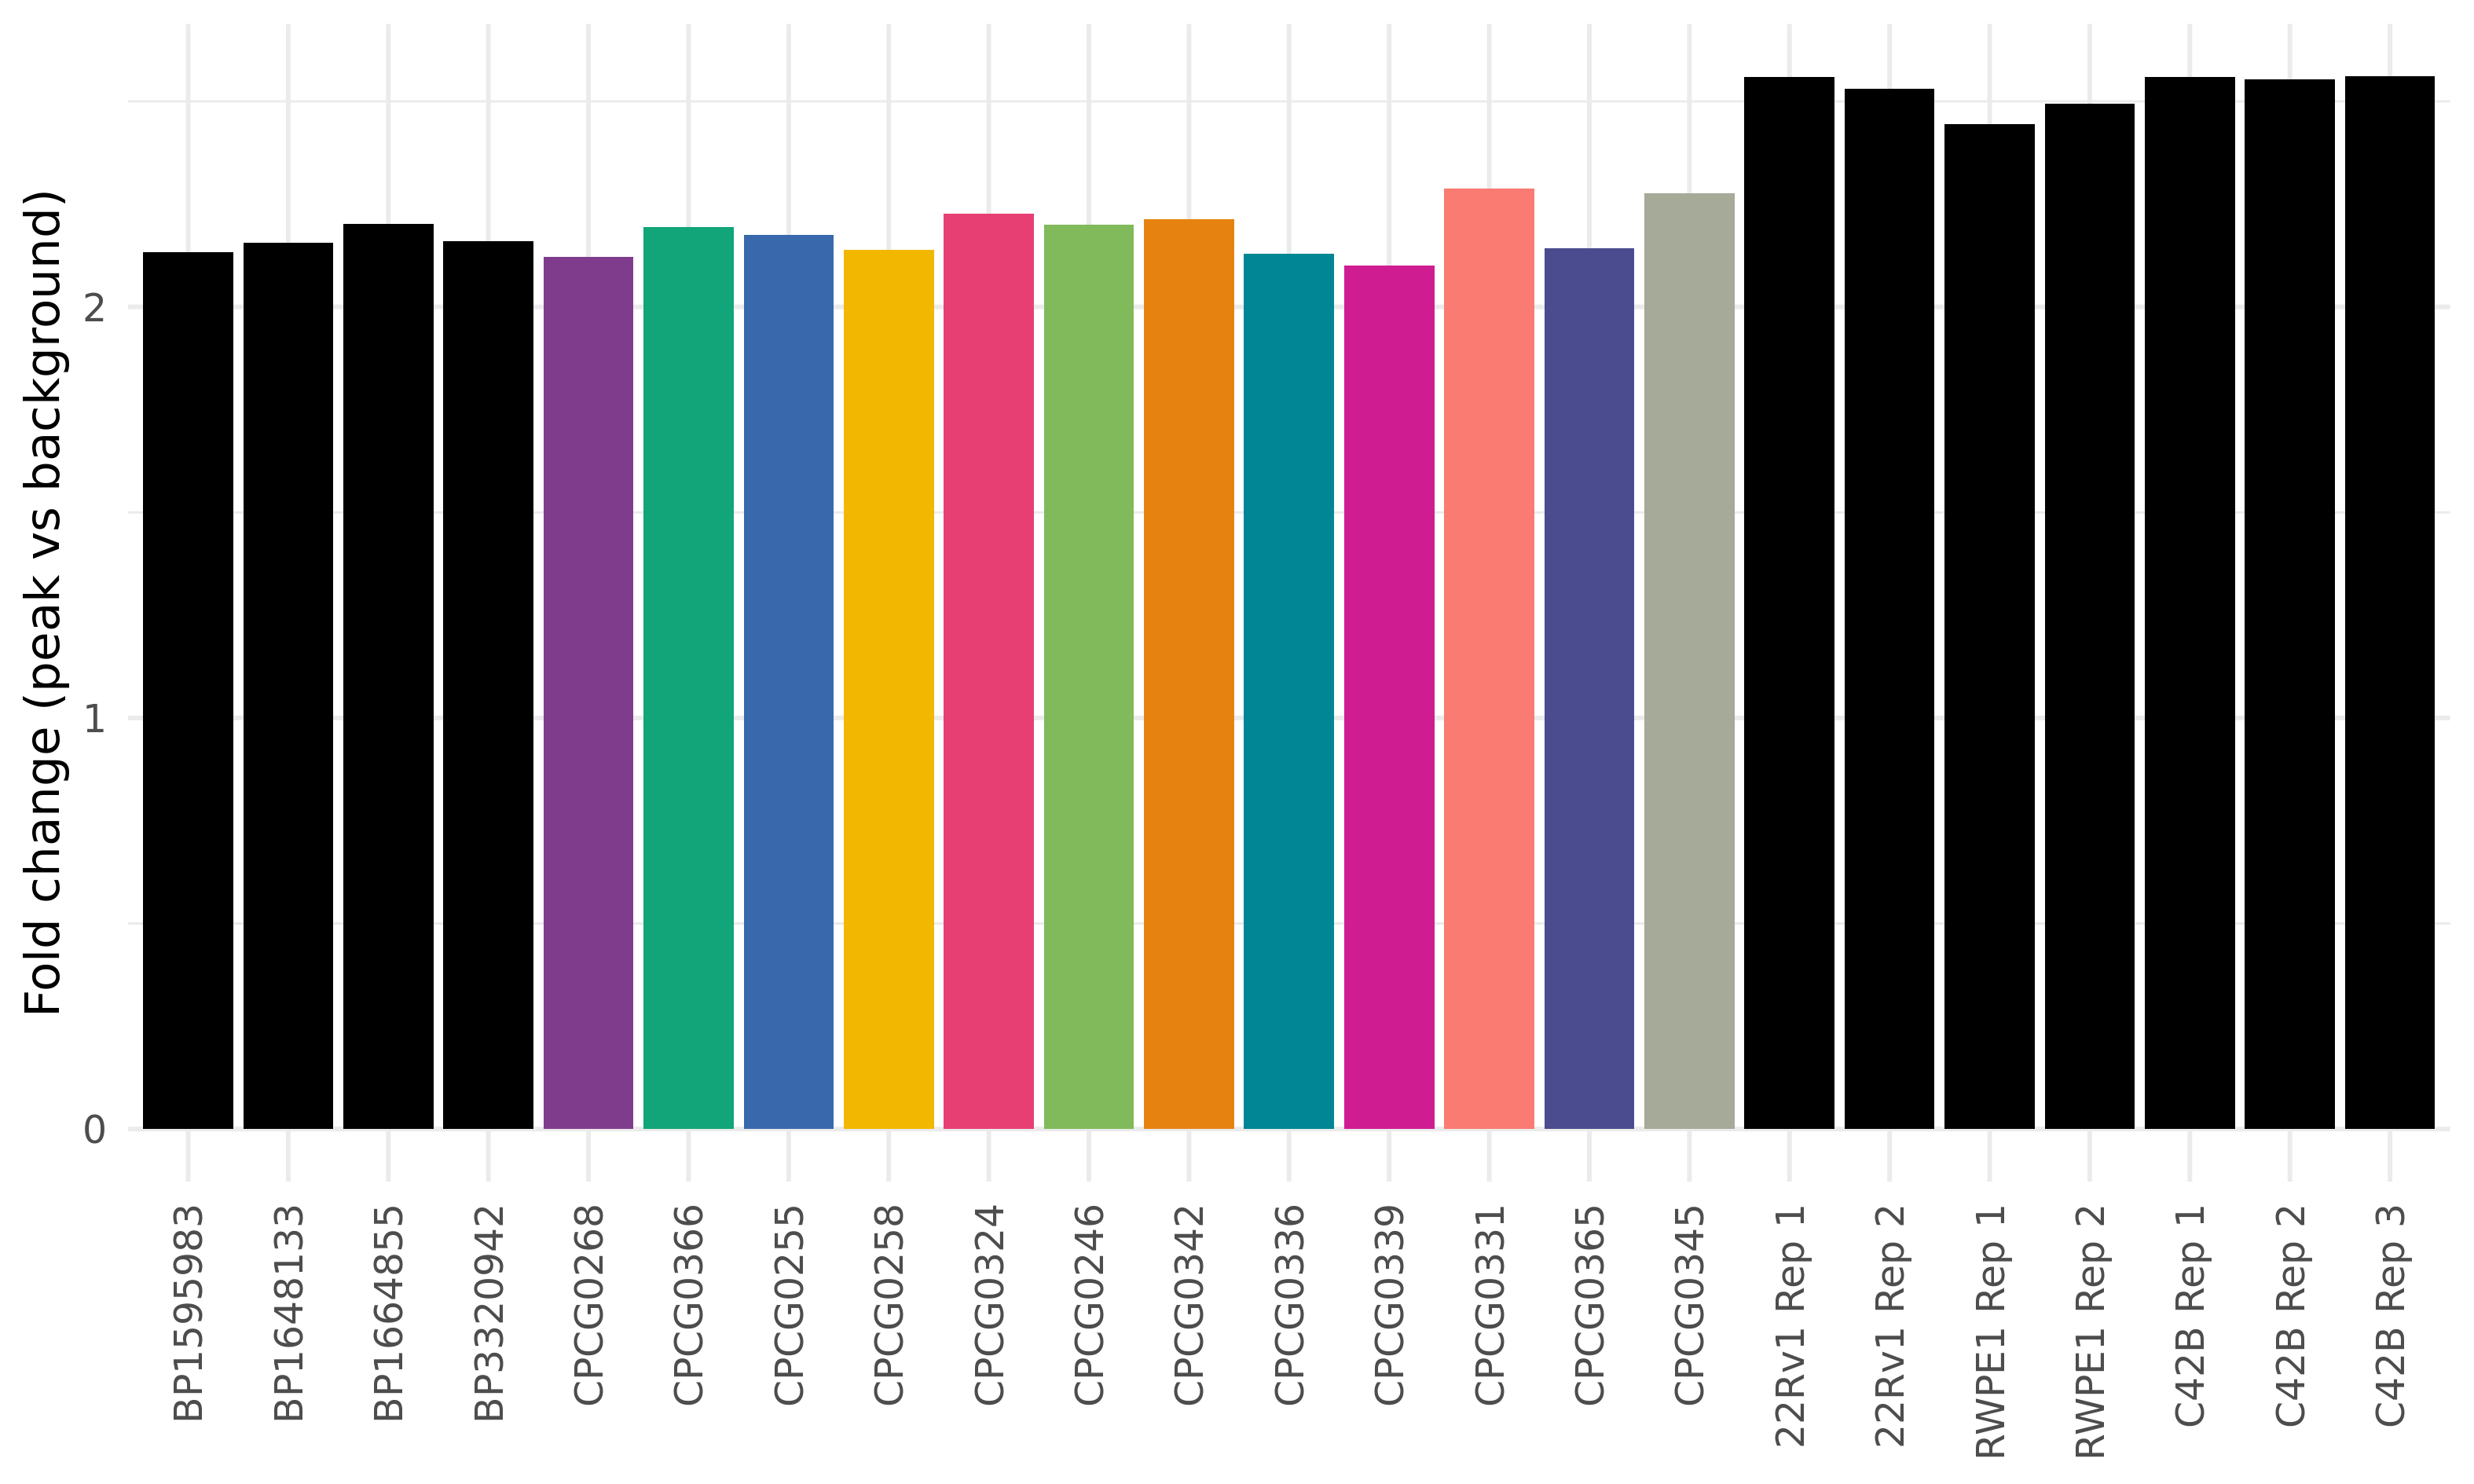 Fold change (peak vs background)
2
1
0
BP1595983
BP1648133
BP1664855
BP3320942
CPCG0268
CPCG0366
CPCG0255
CPCG0258
CPCG0324
CPCG0246
CPCG0342
CPCG0336
CPCG0339
CPCG0331
CPCG0365
CPCG0345
22Rv1 Rep 1
22Rv1 Rep 2
RWPE1 Rep 1
RWPE1 Rep 2
C42B Rep 1
C42B Rep 2
C42B Rep 3